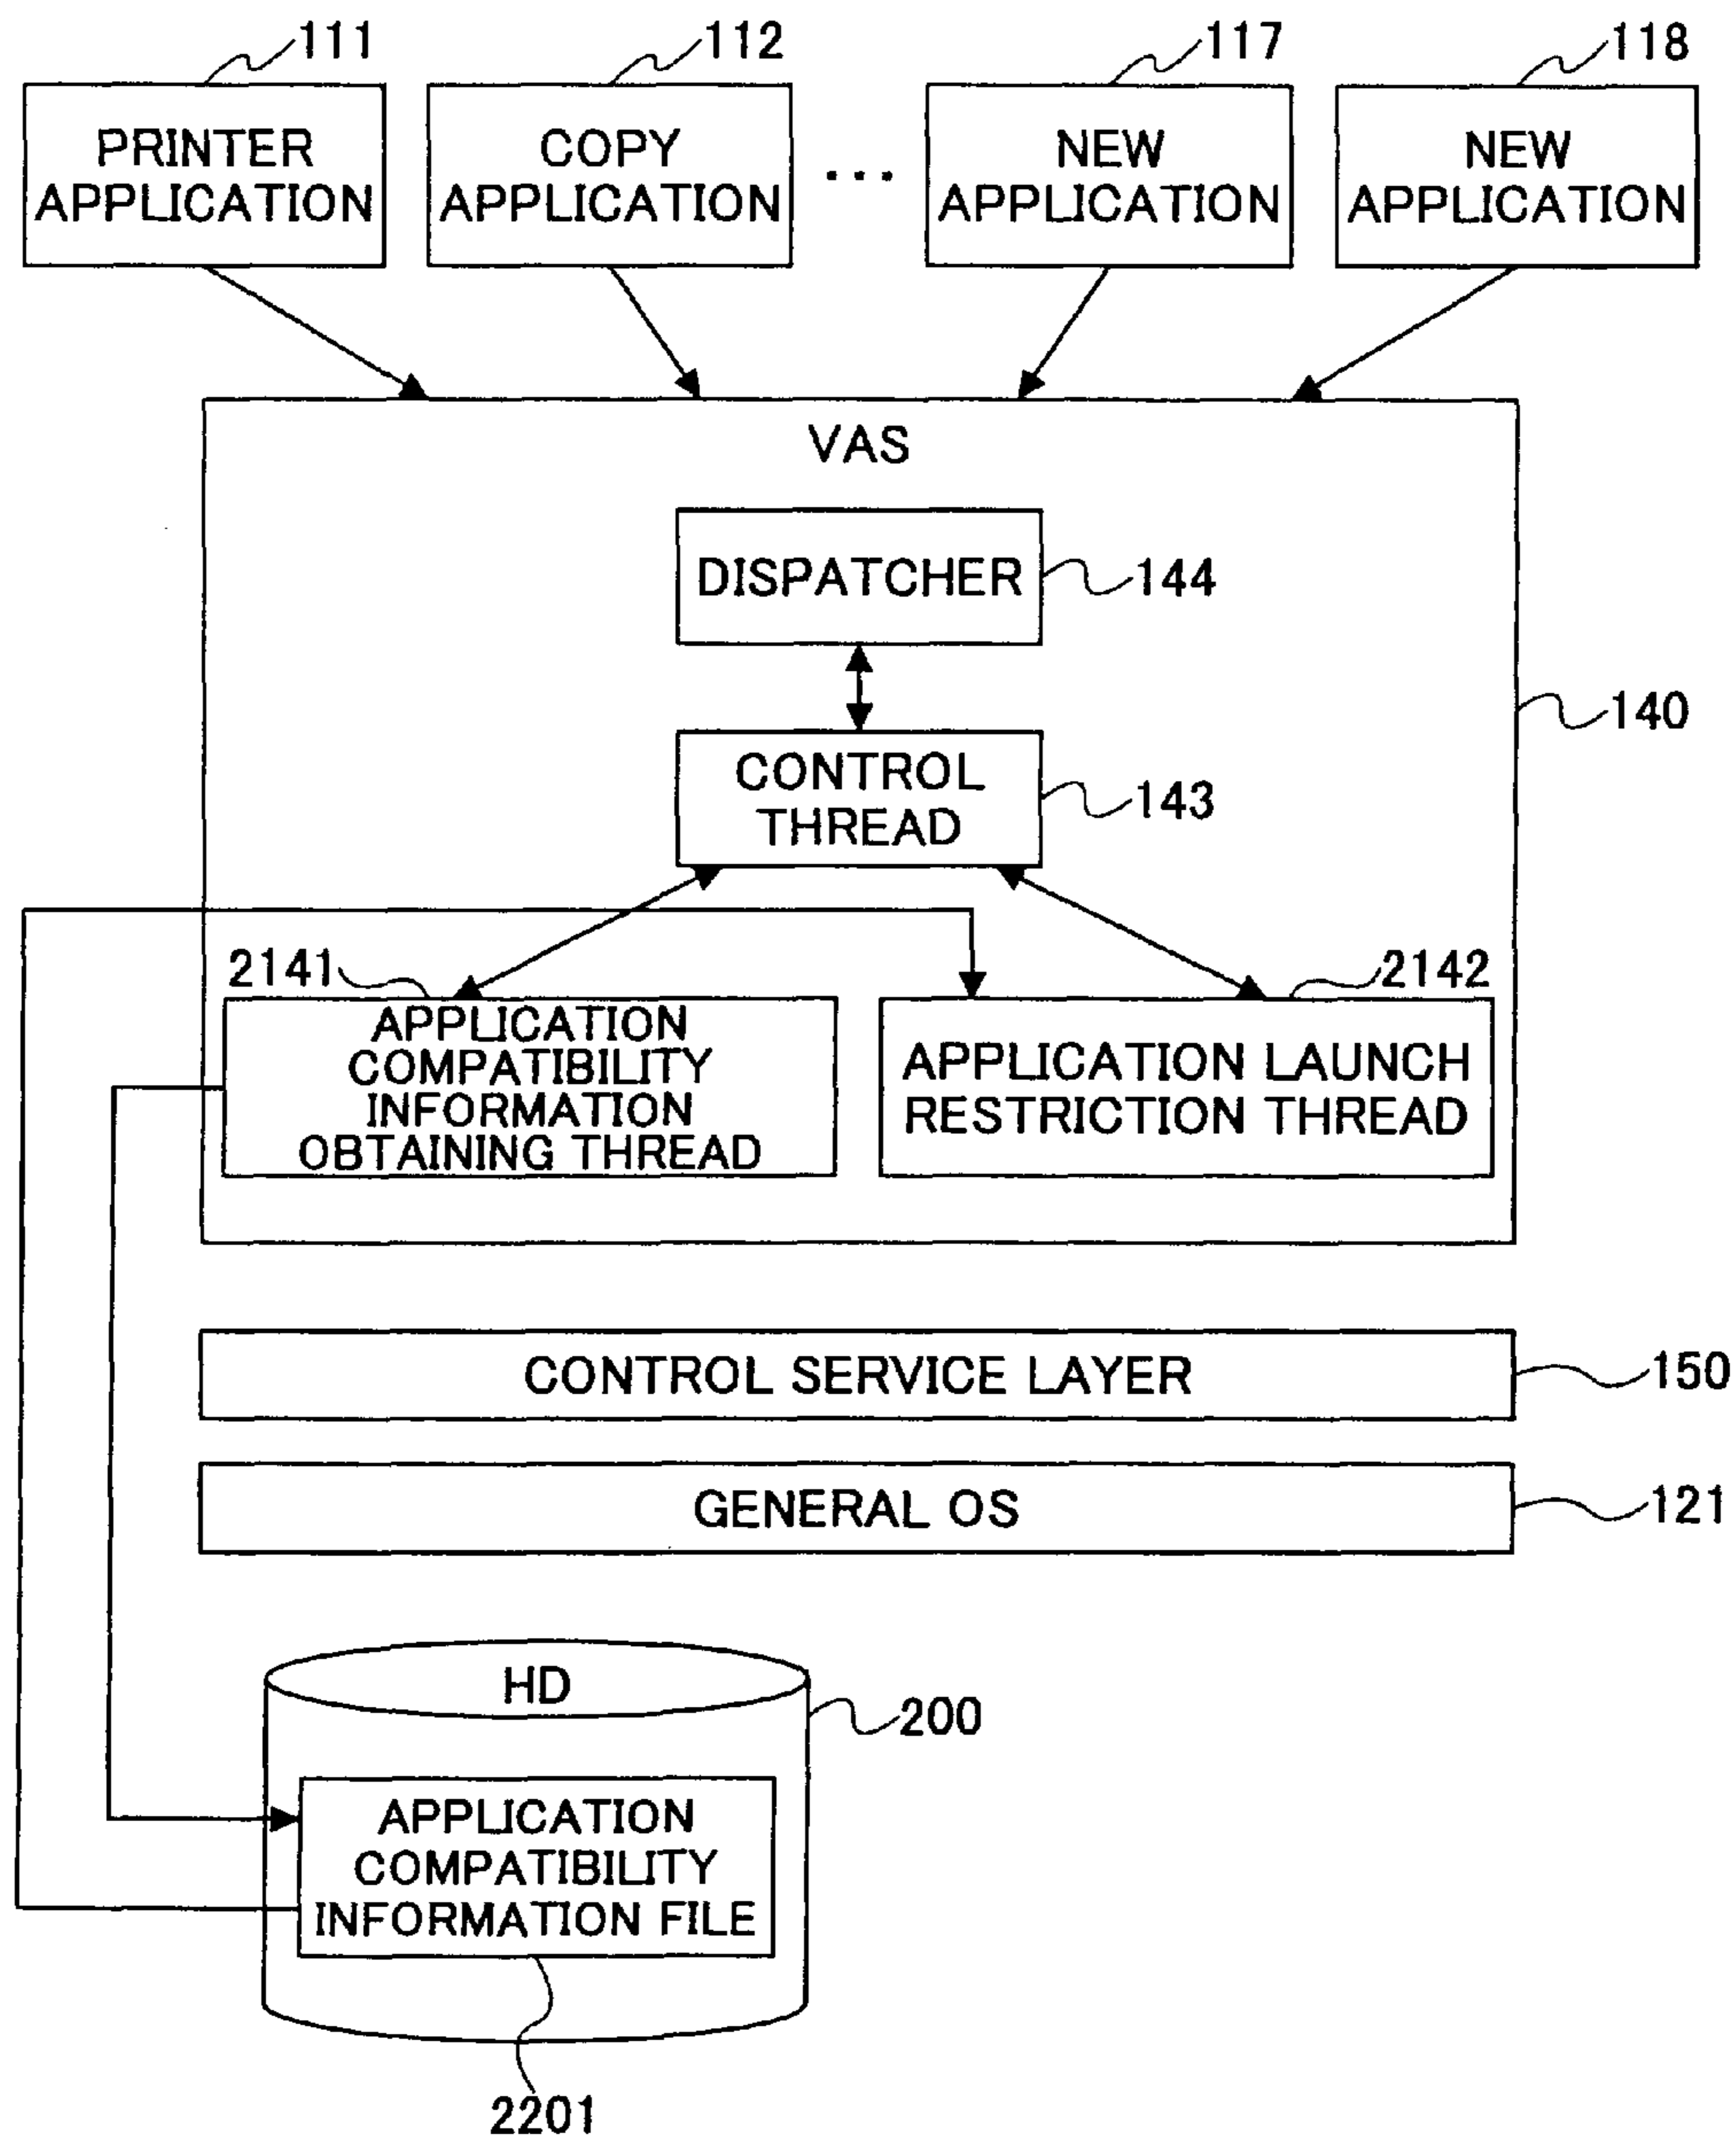 111
112
117
118
PRINTER
APPLICATION
COPY
APPLICATION
...
NEW
APPLICATION
NEW
APPLICATION
VAS
DISPATCHER
144
140
CONTROL
THREAD
143
2141
2142
APPLICATION
COMPATIBILITY
INFORMATION
OBTAINING THREAD
APPLICATION LAUNCH
RESTRICTION THREAD
CONTROL SERVICE LAYER
150
GENERAL OS
121
HD
200
APPLICATION
COMPATIBILITY
INFORMATION FILE
2201